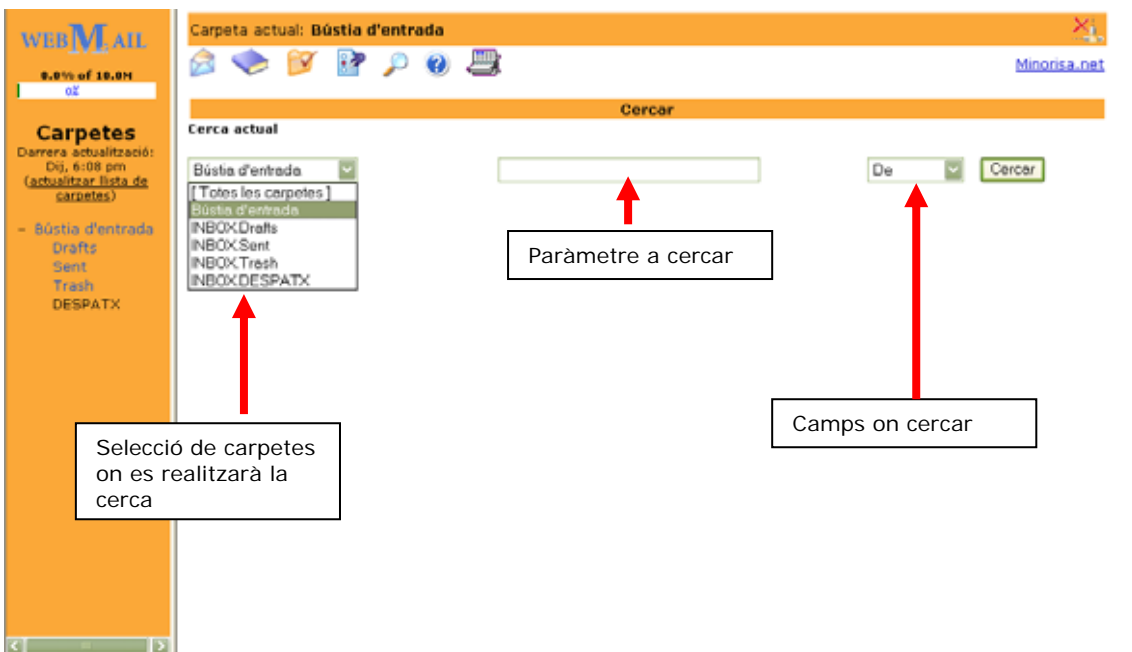 WEBMAIL
0.0% of 10.0M
0%
Carpetes
Darrera actualització:
Dij, 6:08 pm
(actualitzar llista de
carpetes)
- Bústia d'entrada
Drafts
Sent
Trash
DESPATX
Carpeta actual: Bústia d'entrada
Minorisa.net
Cercar
Cerca actual
Bústia d'entrada
De
Cercar
[ Totes les carpetes ]
Bústia d'entrada
INBOX.Drafts
INBOX.Sent
INBOX.Trash
INBOX.DESPATX
Paràmetre a cercar
Camps on cercar
Selecció de carpetes
on es realitzarà la
cerca